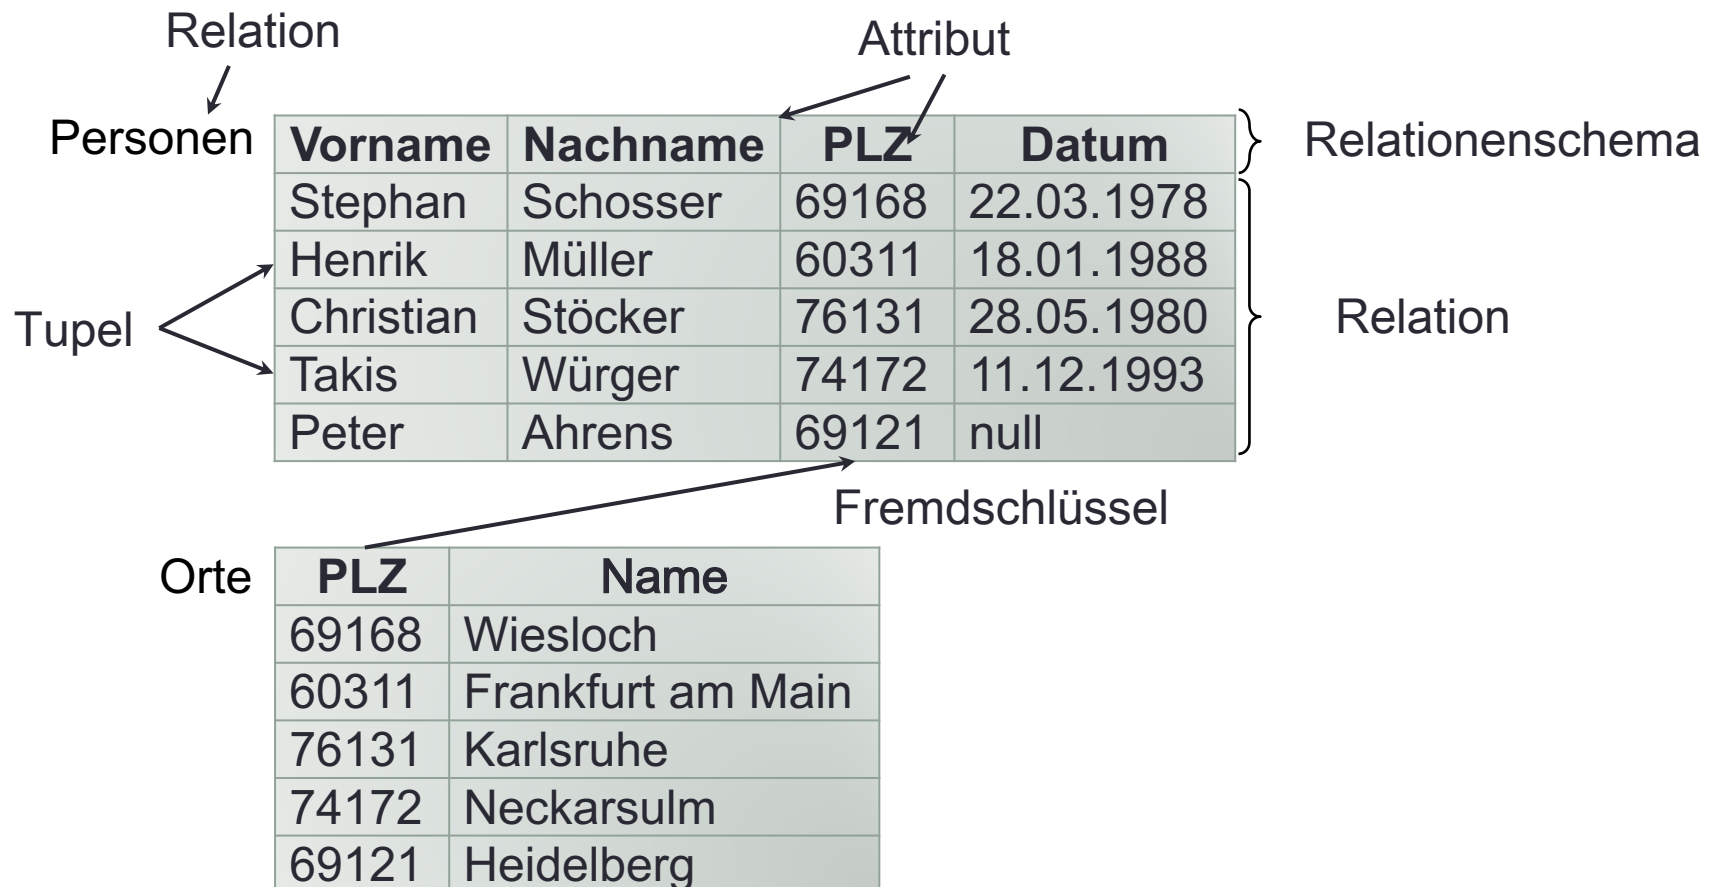 Relation
Attribut
Personen
Vorname Nachname PLZ Datum
Relationenschema
Stephan Schosser 69168 22.03.1978
Henrik Müller 60311 18.01.1988
Christian Stöcker 76131 28.05.1980
Takis Würger 74172 11.12.1993
Peter Ahrens 69121 null
Tupel
Relation
Fremdschlüssel
Orte
PLZ Name
69168 Wiesloch
60311 Frankfurt am Main
76131 Karlsruhe
74172 Neckarsulm
69121 Heidelberg